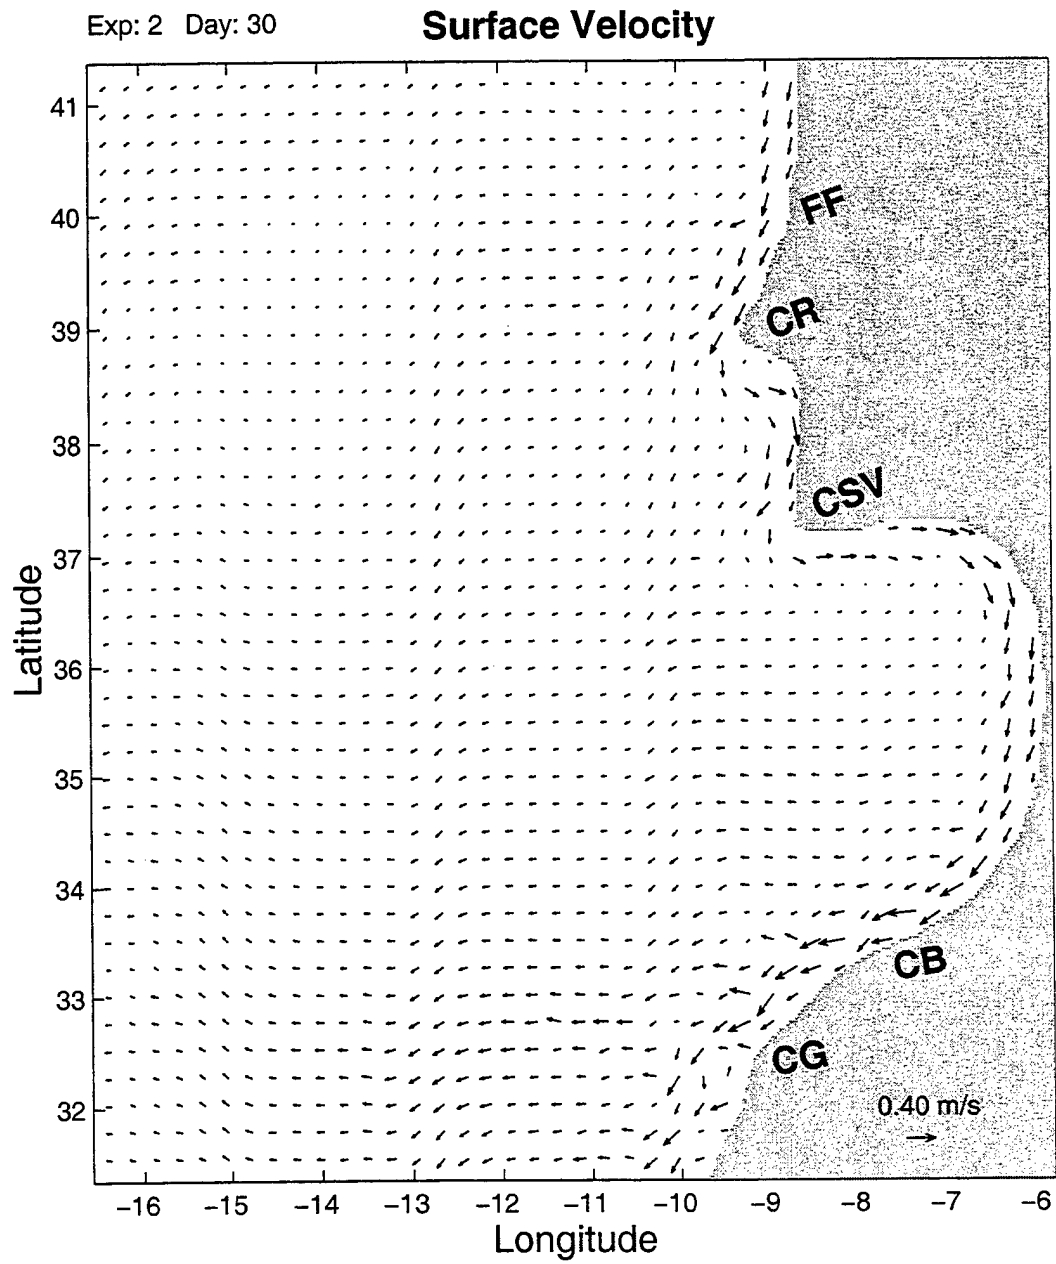 Exp: 2 Day: 30
Surface Velocity
41
40
39
38
37
36
35
34
33
32
Latitude
FF
CR
CSV
CB
CG
0.40 m/s
−16 −15 −14 −13 −12 −11 −10 −9 −8 −7 −6
Longitude